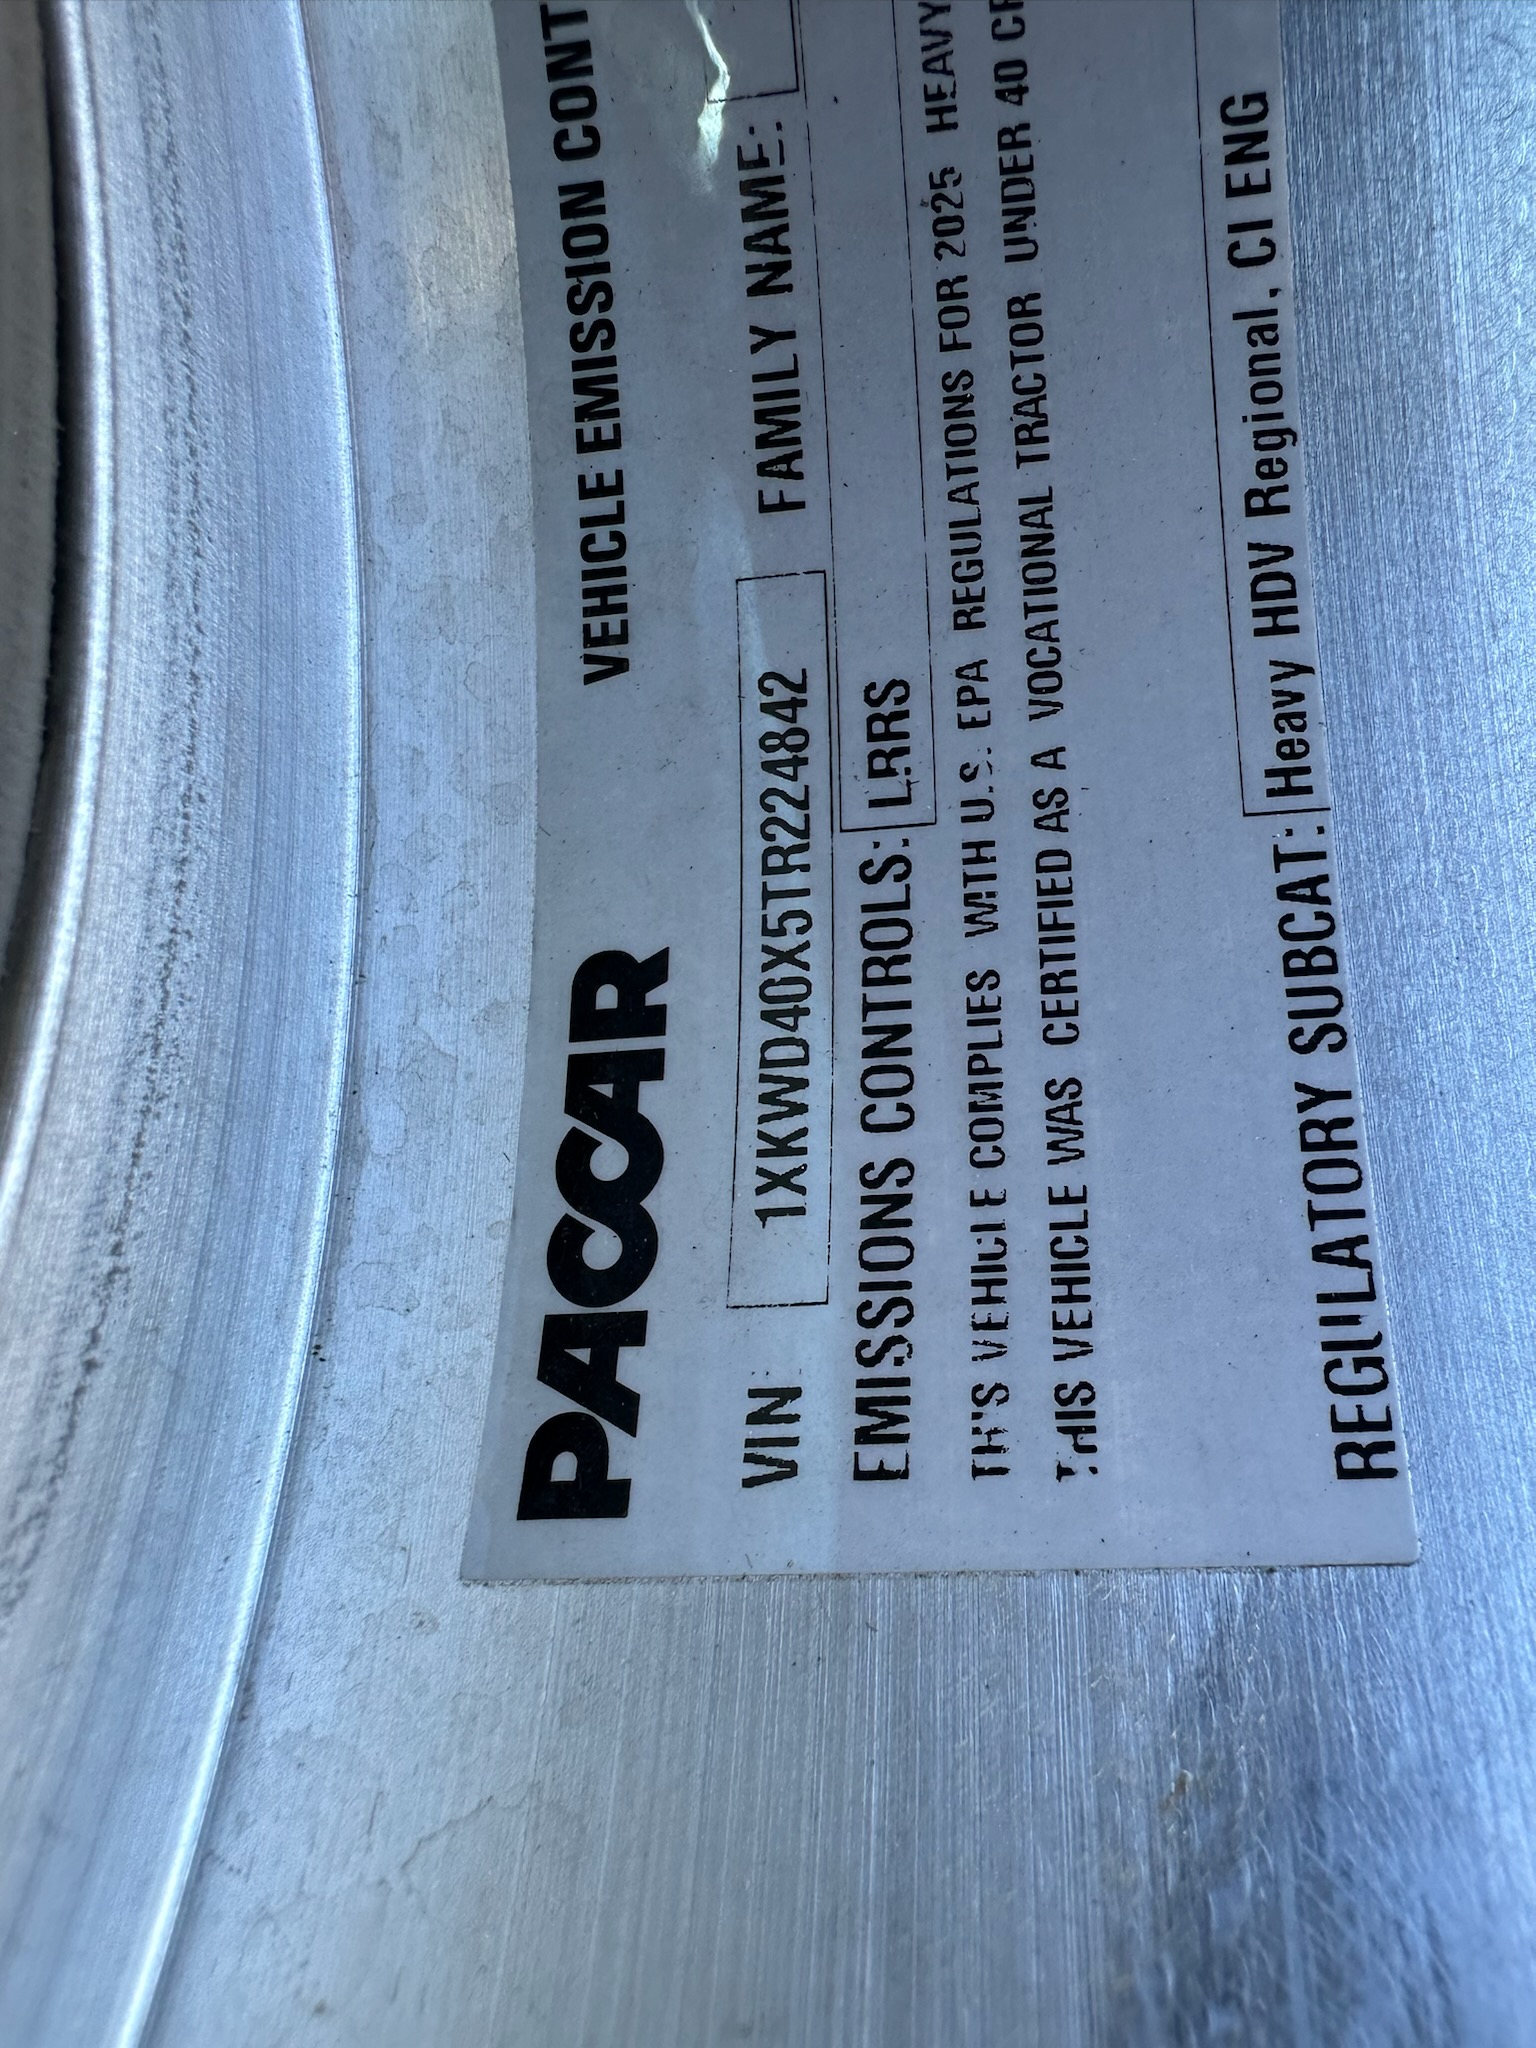 PACCAR
VEHICLE EMISSION CONT
VIN 1XKWD40X5TR224842 FAMILY NAME:
EMISSIONS CONTROLS: LRRS
THIS VEHICLE COMPLIES WITH U.S. EPA REGULATIONS FOR 2025 HEAVY
THIS VEHICLE WAS CERTIFIED AS A VOCATIONAL TRACTOR UNDER 40 CF
REGULATORY SUBCAT: Heavy HDV Regional, CI ENG